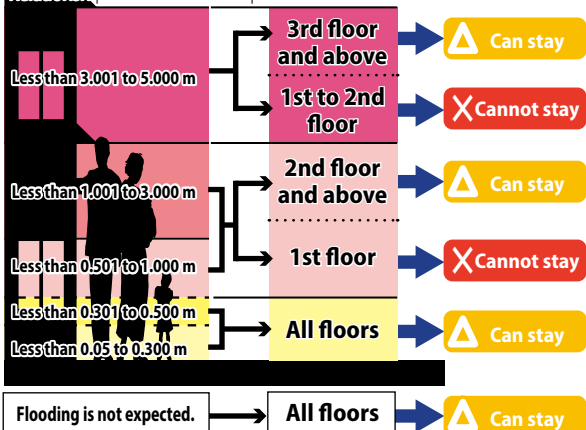 Less than 3.001 to 5.000 m
3rd floor
and above
Can stay
1st to 2nd
floor
X Cannot stay
Less than 1.001 to 3.000 m
2nd floor
and above
Can stay
Less than 0.501 to 1.000 m
1st floor
X Cannot stay
Less than 0.301 to 0.500 m
Less than 0.05 to 0.300 m
All floors
Can stay
Flooding is not expected.
All floors
Can stay